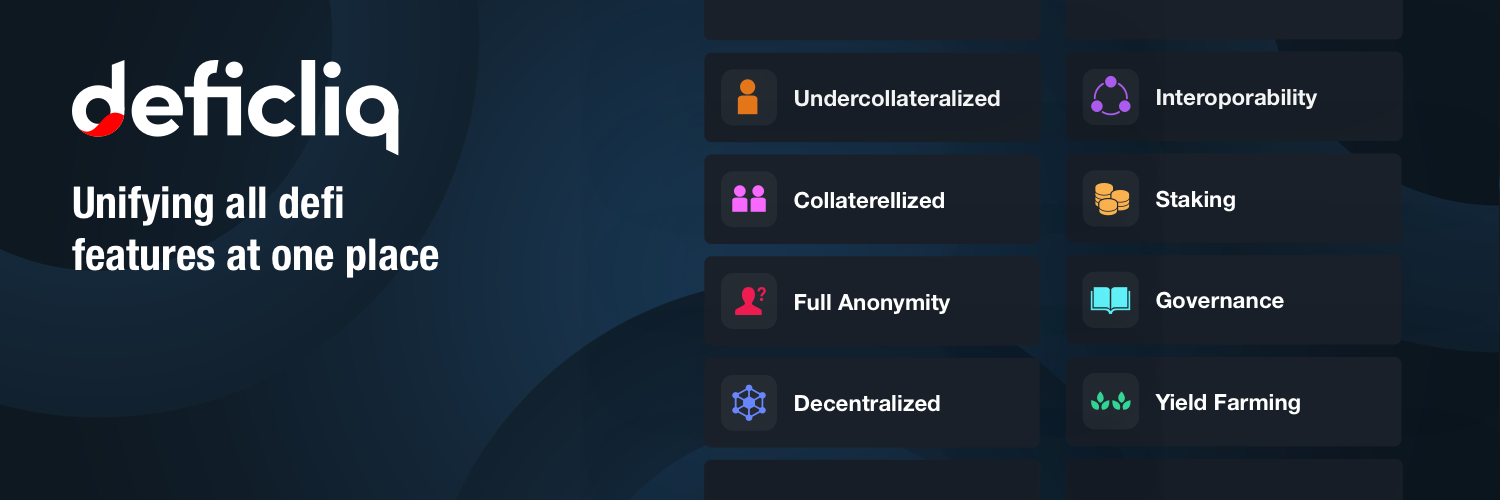 deficliq
Unifying all defi
features at one place
Undercollateralized
Collaterellized
Full Anonymity
?
Decentralized
Interoporability
Staking
Governance
Yield Farming